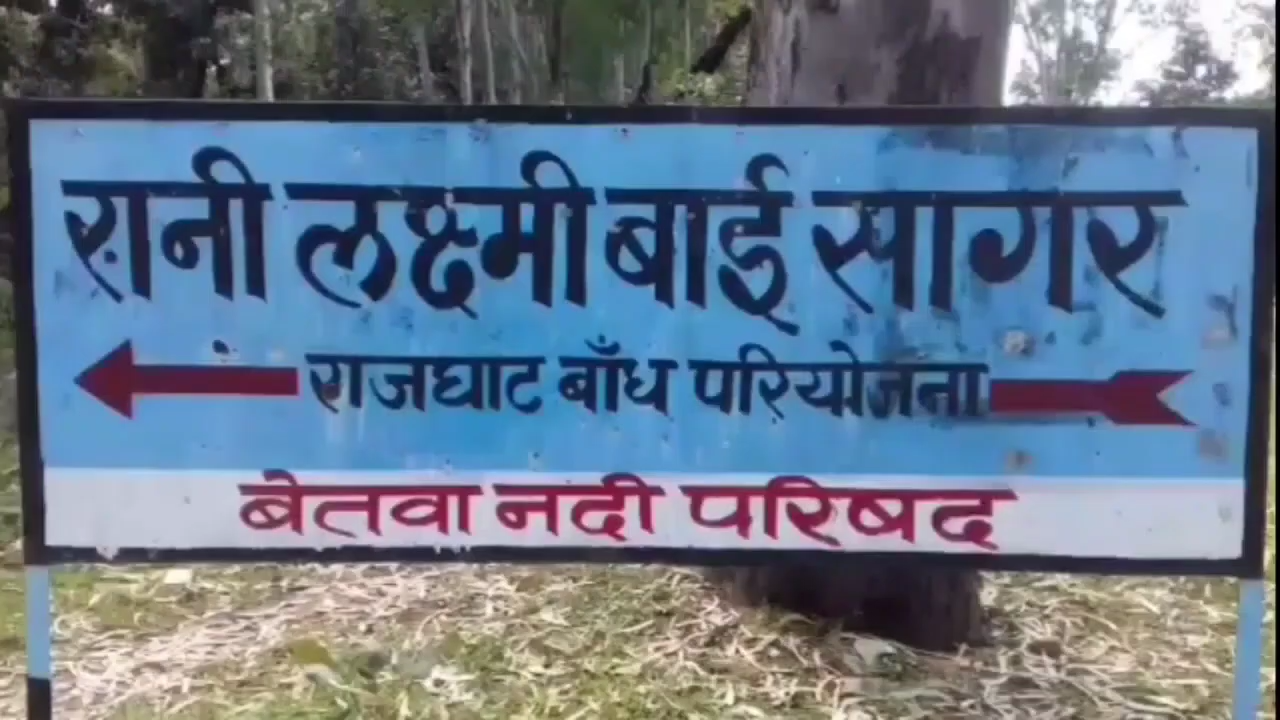 रानी लक्ष्मी बाई सागर
राजघाट बाँध परियोजना
बेतवा नदी परिषद